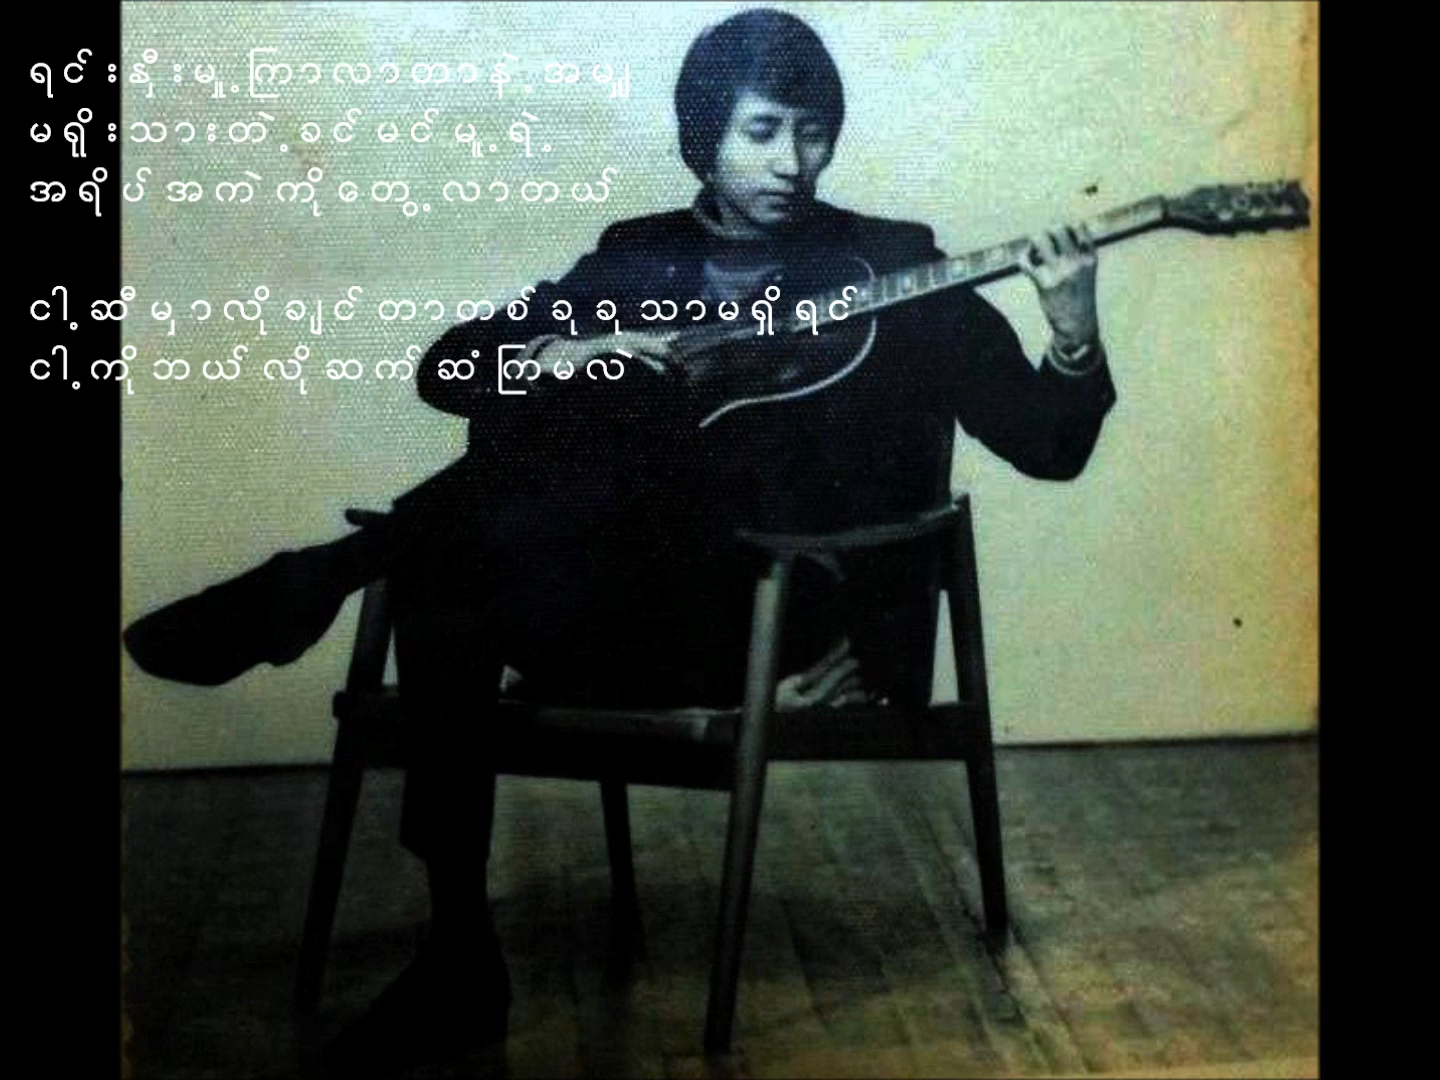 ရင်းနှီးမှု့ကြာလာတာနဲ့အမျှ
မရိုးသားတဲ့ခင်မင်မူ့ရဲ့
အရိပ်အကဲကိုတွေ့လာတယ်
ငါ့ဆီမှာလိုချင်တာတစ်ခုခုသာမရှိရင်
ငါ့ကိုဘယ်လိုဆက်ဆံကြမလဲ